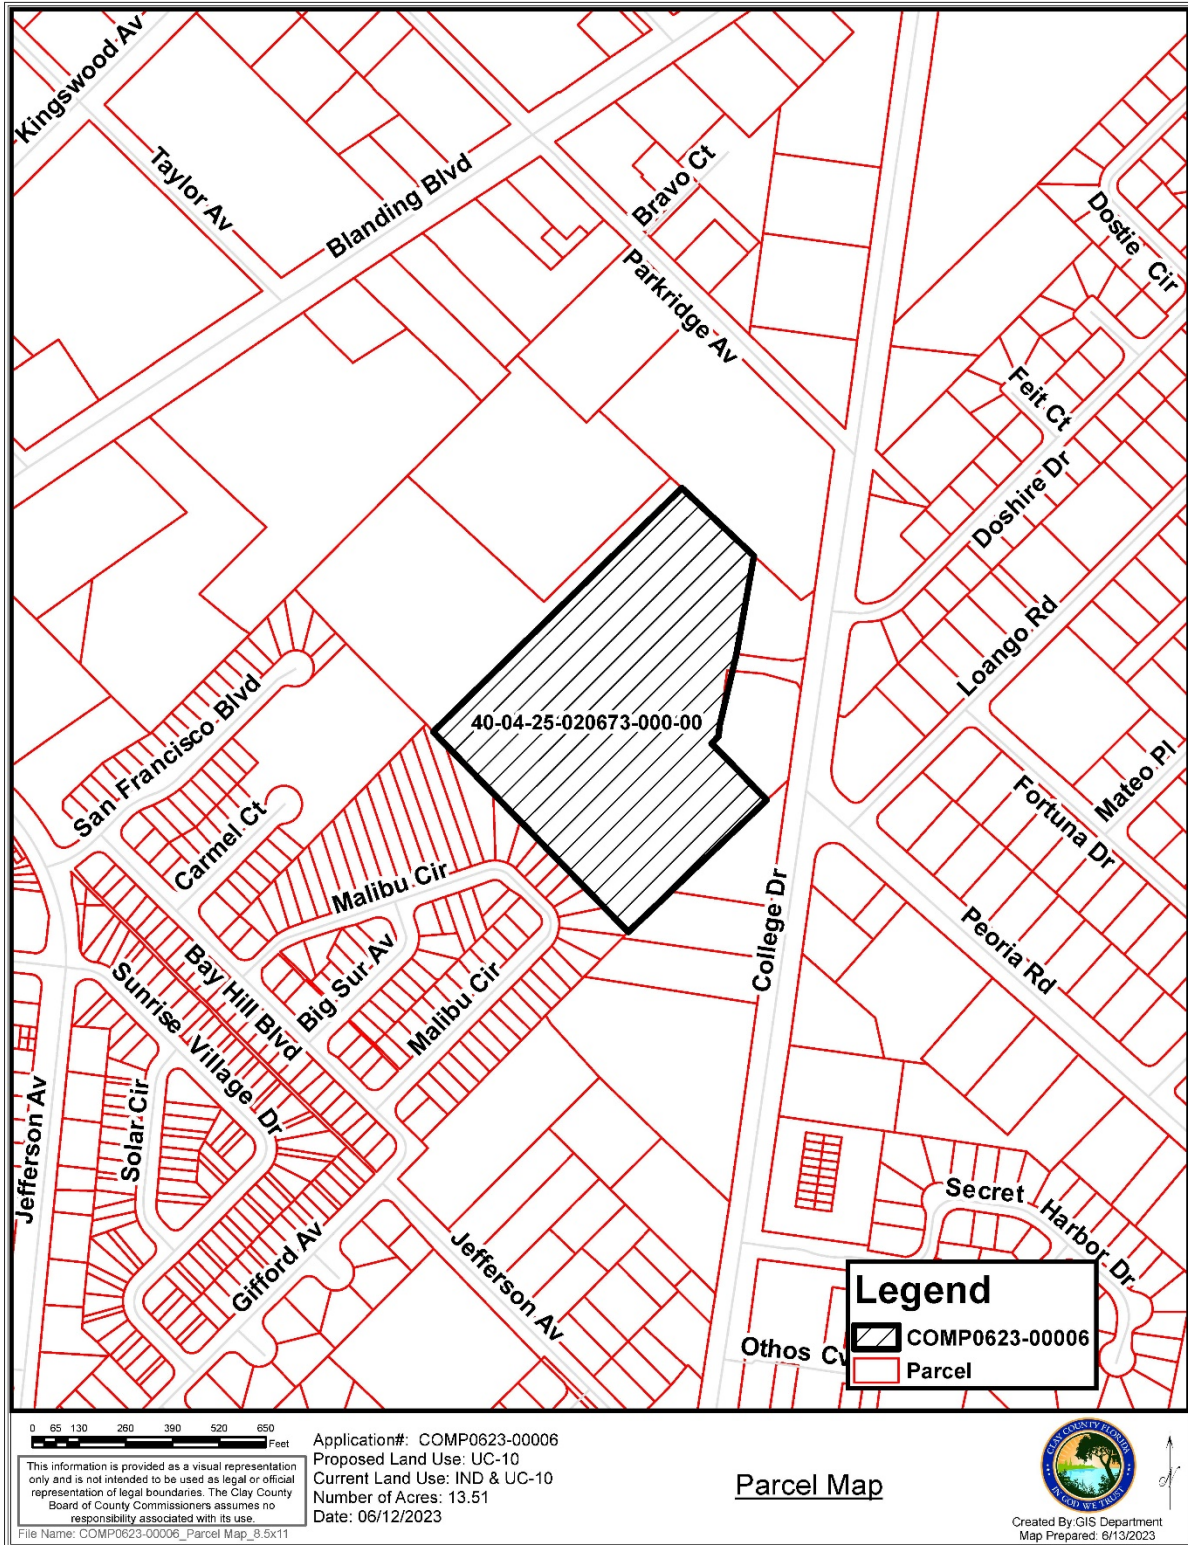 Kingswood Av
Taylor Av
Blanding Blvd
Bravo Ct
Parkridge Av
Dostie Cir
Feit Ct
Doshire Dr
Loango Rd
Mateo Pl
Fortuna Dr
Peoria Rd
40-04-25-020673-000-00
San Francisco Blvd
Carmel Ct
Malibu Cir
Big Sur Av
Malibu Cir
Bay Hill Blvd
Sunrise Village Dr
Solar Cir
Jefferson Av
Gifford Av
Jefferson Av
College Dr
Secret Harbor Dr
Othos
Legend
COMP0623-00006
Parcel
0 65 130 260 390 520 650
Feet
This information is provided as a visual representation
only and is not intended to be used as legal or official
representation of legal boundaries. The Clay County
Board of County Commissioners assumes no
responsibility associated with its use.
File Name: COMP0623-00006_Parcel Map_8.5x11
Application#: COMP0623-00006
Proposed Land Use: UC-10
Current Land Use: IND & UC-10
Number of Acres: 13.51
Date: 06/12/2023
Parcel Map
CLAY COUNTY FLORIDA
IN GOD WE TRUST
N
Created By:GIS Department
Map Prepared: 6/13/2023